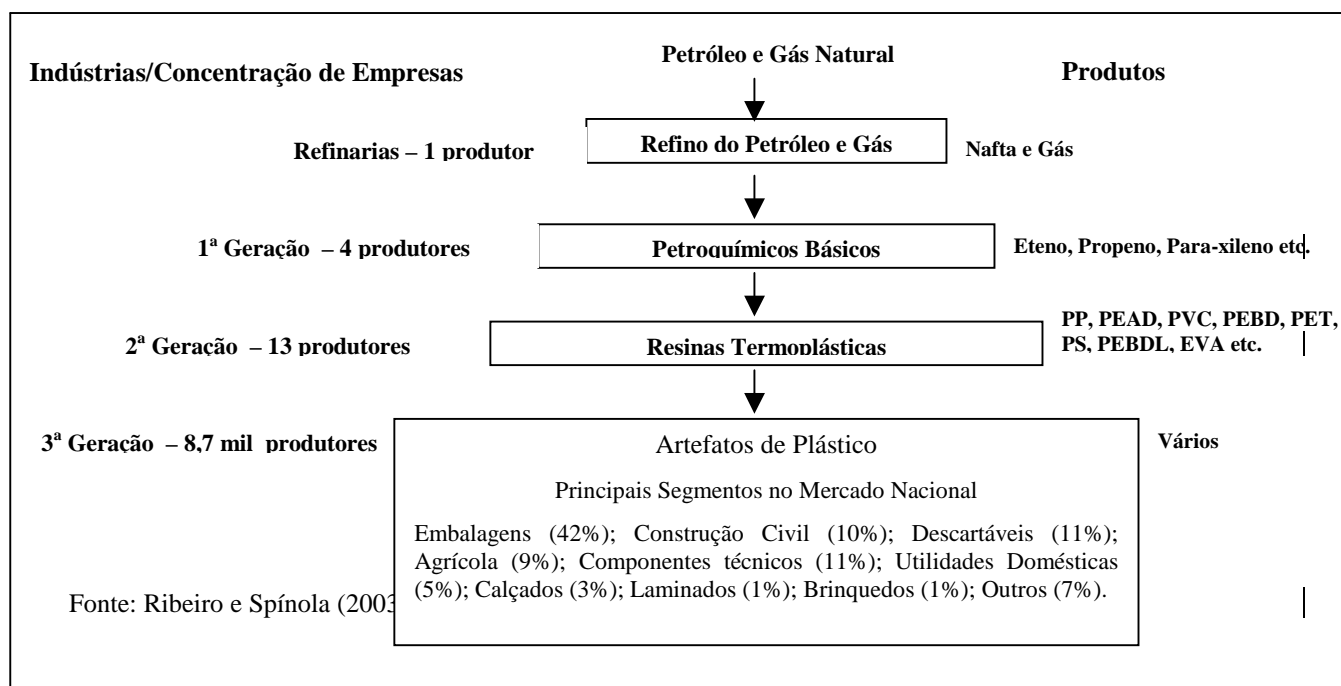 Petróleo e Gás Natural
Indústrias/Concentração de Empresas
Produtos
Refinarias – 1 produtor
Refino do Petróleo e Gás
Nafta e Gás
1ª Geração – 4 produtores
Petroquímicos Básicos
Eteno, Propeno, Para-xileno etc.
2ª Geração – 13 produtores
Resinas Termoplásticas
PP, PEAD, PVC, PEBD, PET,
PS, PEBDL, EVA etc.
3ª Geração – 8,7 mil produtores
Artefatos de Plástico
Vários
Principais Segmentos no Mercado Nacional
Embalagens (42%); Construção Civil (10%); Descartáveis (11%);
Agrícola (9%); Componentes técnicos (11%); Utilidades Domésticas
(5%); Calçados (3%); Laminados (1%); Brinquedos (1%); Outros (7%).
Fonte: Ribeiro e Spínola (2003